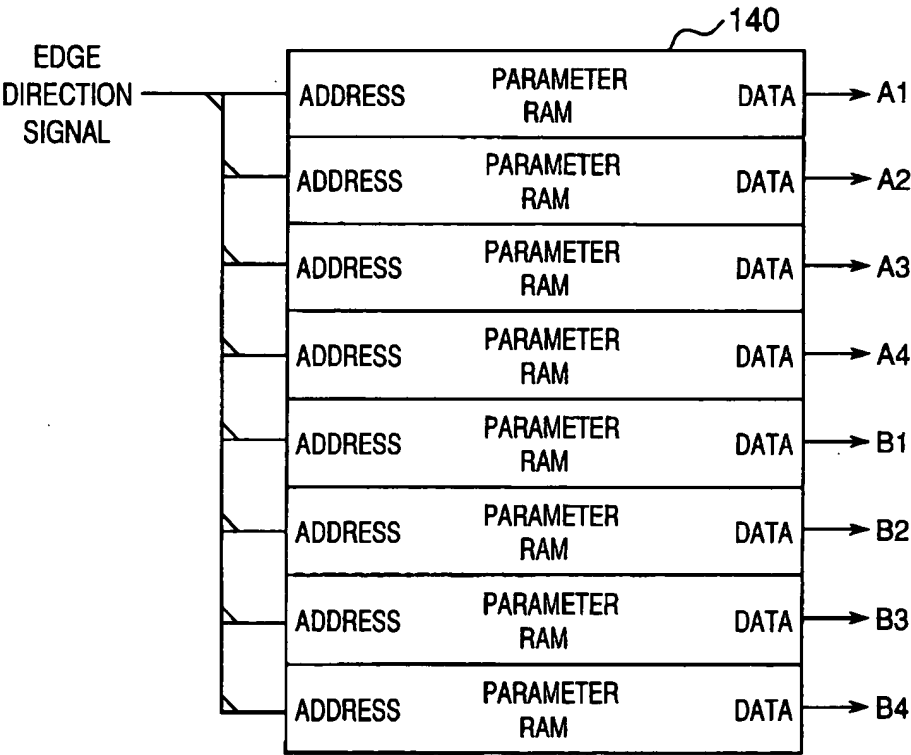 140
EDGE
DIRECTION
SIGNAL
ADDRESS PARAMETER RAM DATA A1
ADDRESS PARAMETER RAM DATA A2
ADDRESS PARAMETER RAM DATA A3
ADDRESS PARAMETER RAM DATA A4
ADDRESS PARAMETER RAM DATA B1
ADDRESS PARAMETER RAM DATA B2
ADDRESS PARAMETER RAM DATA B3
ADDRESS PARAMETER RAM DATA B4